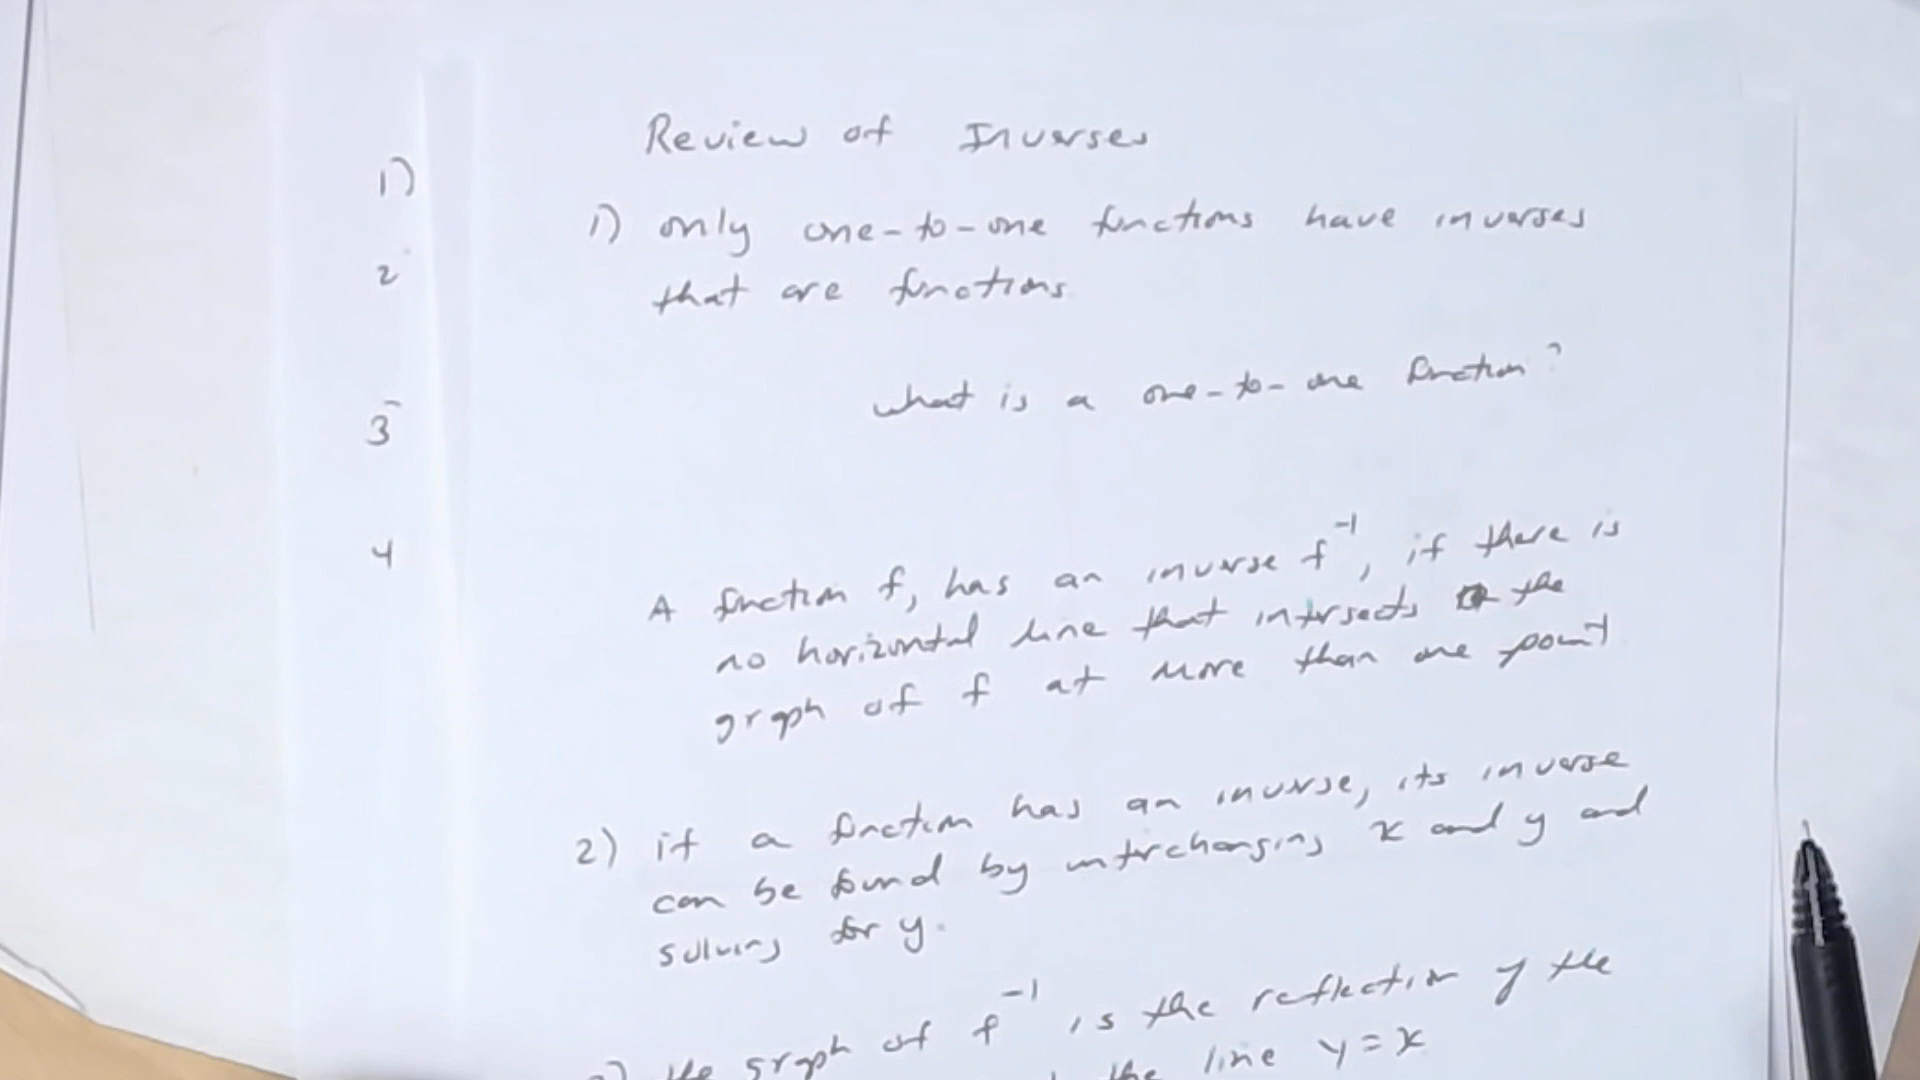 Review of Inverses
1)
1) only one-to-one functions have inverses
2
that are functions.
What is a one-to-one function?
3
4
A function f, has an inverse f⁻¹, if there is
no horizontal line that intersects the
graph of f at more than one point
2) if a function has an inverse, its inverse
can be found by interchanging x and y and
solving for y.
the graph of f⁻¹ is the reflection of the
the line y = x